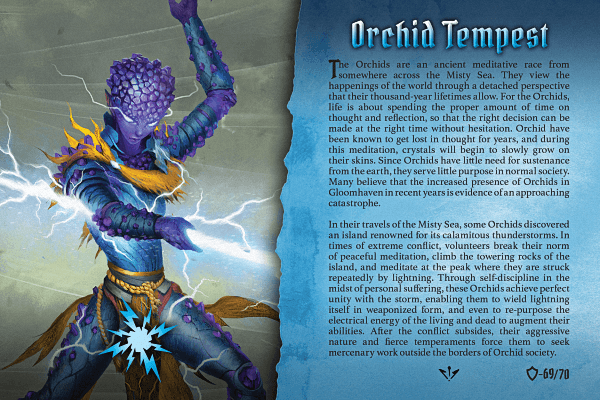 Orchid Tempest
The Orchids are an ancient meditative race from
somewhere across the Misty Sea. They view the
happenings of the world through a detached perspective
that their thousand-year lifetimes allow. For the Orchids,
life is about spending the proper amount of time on
thought and reflection, so that the right decision can be
made at the right time without hesitation. Orchid have
been known to get lost in thought for years, and during
this meditation, crystals will begin to slowly grow on
their skins. Since Orchids have little need for sustenance
from the earth, they serve little purpose in normal society.
Many believe that the increased presence of Orchids in
Gloomhaven in recent years is evidence of an approaching
catastrophe.
In their travels of the Misty Sea, some Orchids discovered
an island renowned for its calamitous thunderstorms. In
times of extreme conflict, volunteers break their norm
of peaceful meditation, climb the towering rocks of the
island, and meditate at the peak where they are struck
repeatedly by lightning. Through self-discipline in the
midst of personal suffering, these Orchids achieve perfect
unity with the storm, enabling them to wield lightning
itself in weaponized form, and even to re-purpose the
electrical energy of the living and dead to augment their
abilities. After the conflict subsides, their aggressive
nature and fierce temperaments force them to seek
mercenary work outside the borders of Orchid society.
-69/70